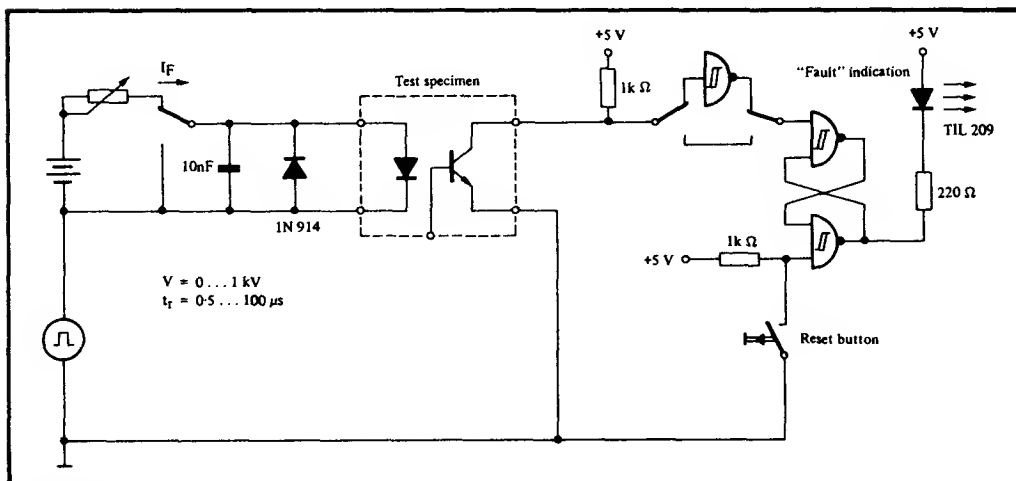 +5 V
+5 V
I_F
Test specimen
"Fault" indication
1k Ω
TIL 209
10nF
220 Ω
1N 914
1k Ω
+5 V
V = 0 ... 1 kV
t_r = 0·5 ... 100 μs
Reset button